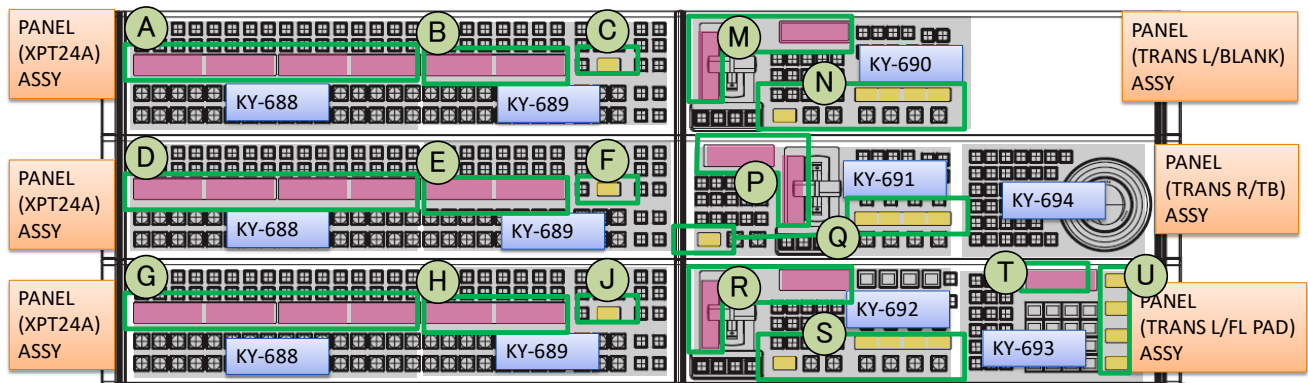 PANEL
(XPT24A)
ASSY
A
B
C
KY-688
KY-689
M
N
KY-690
PANEL
(TRANS L/BLANK)
ASSY
PANEL
(XPT24A)
ASSY
D
E
F
KY-688
KY-689
P
Q
KY-691
KY-694
PANEL
(TRANS R/TB)
ASSY
PANEL
(XPT24A)
ASSY
G
H
J
KY-688
KY-689
R
S
KY-692
T
U
KY-693
PANEL
(TRANS L/FL PAD)
ASSY